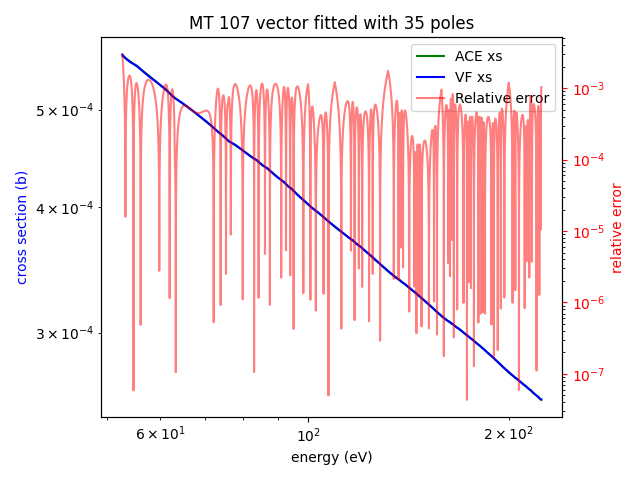 MT 107 vector fitted with 35 poles
ACE xs
VF xs
Relative error
5 × 10⁻⁴
4 × 10⁻⁴
3 × 10⁻⁴
cross section (b)
10⁻³
10⁻⁴
10⁻⁵
10⁻⁶
10⁻⁷
relative error
6 × 10¹
10²
2 × 10²
energy (eV)